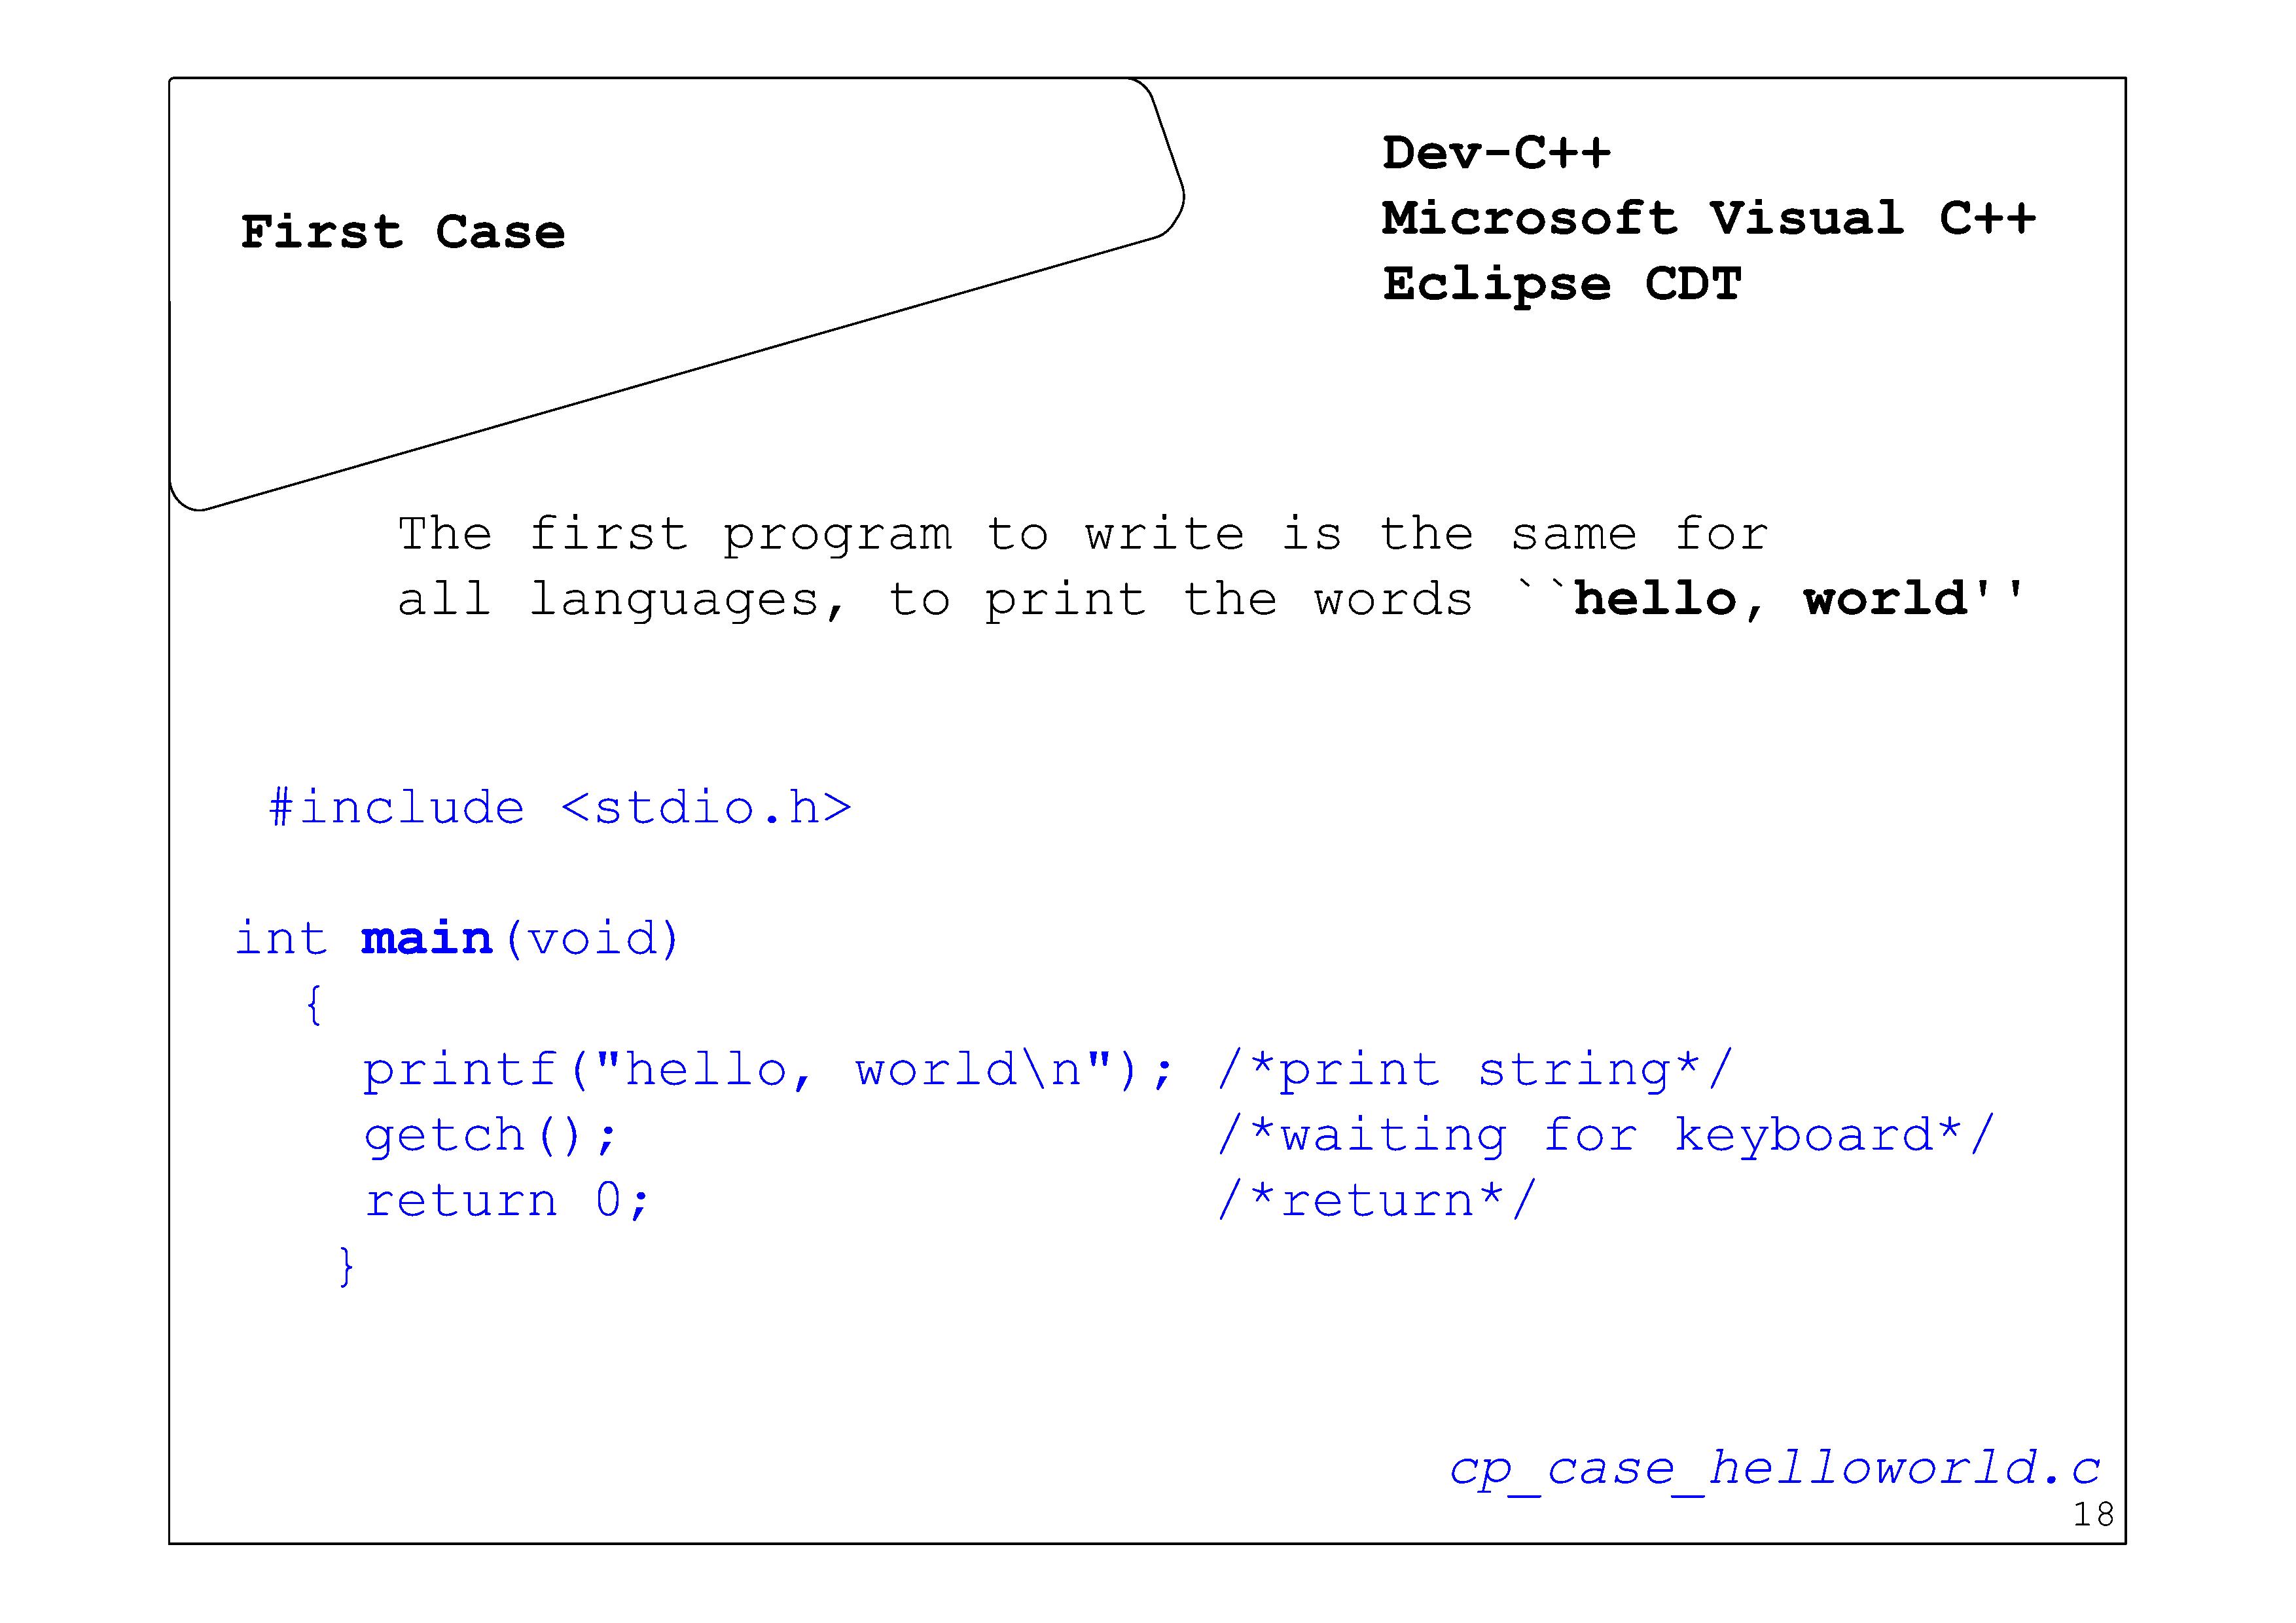 First Case
Dev-C++
Microsoft Visual C++
Eclipse CDT
The first program to write is the same for
all languages, to print the words ``hello, world''
#include <stdio.h>
int main(void)
{
printf("hello, world\n"); /*print string*/
getch(); /*waiting for keyboard*/
return 0; /*return*/
}
cp_case_helloworld.c
18